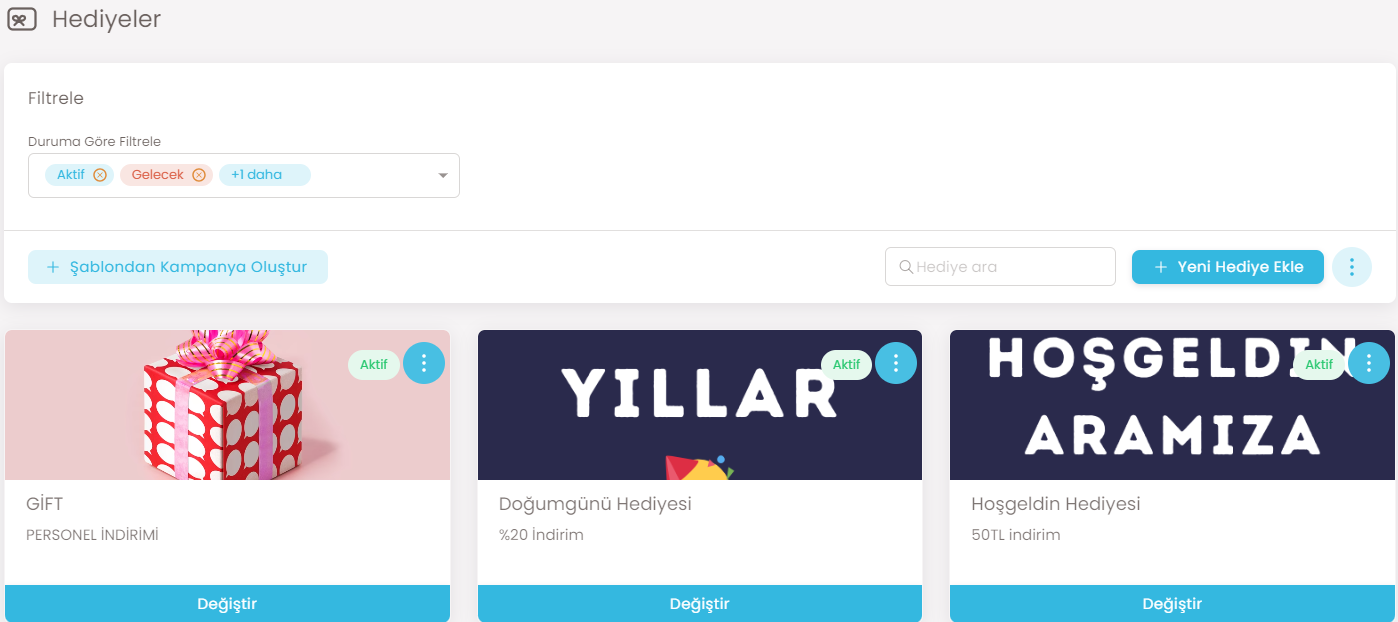 Hediyeler
Filtrele
Duruma Göre Filtrele
Aktif Gelecek +1 daha
+ Şablondan Kampanya Oluştur
Hediye ara
+ Yeni Hediye Ekle
Aktif
GİFT
PERSONEL İNDİRİMİ
Değiştir
YILLAR
Aktif
Doğumgünü Hediyesi
%20 İndirim
Değiştir
HOŞGELDİN
ARAMIZA
Aktif
Hoşgeldin Hediyesi
50TL indirim
Değiştir